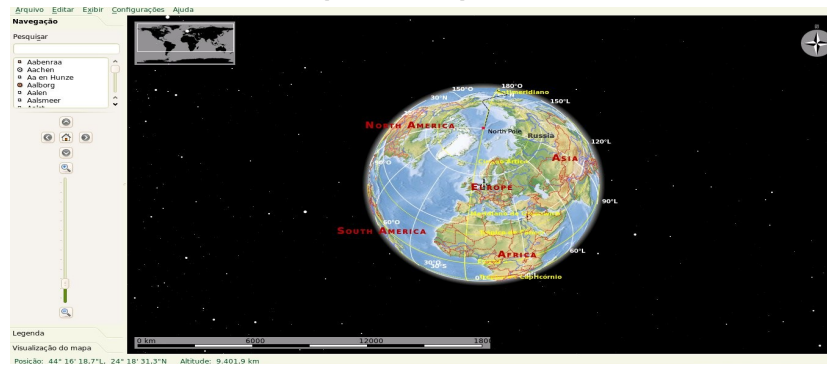 Arquivo Editar Exibir Configurações Ajuda
Navegação
Pesquisar
Aabenraa
Aachen
Aa en Hunze
Aalborg
Aalen
Aalsmeer
Legenda
Visualização do mapa
N
180°O
150°O
150°L
30°N
North Pole
Russia
North America
120°L
Asia
Europe
90°L
60°O
South America
Africa
60°L
30°O
30°S
0 km 6000 12000
Posição: 44° 16' 18,7"L, 24° 18' 31,3"N Altitude: 9.401,9 km